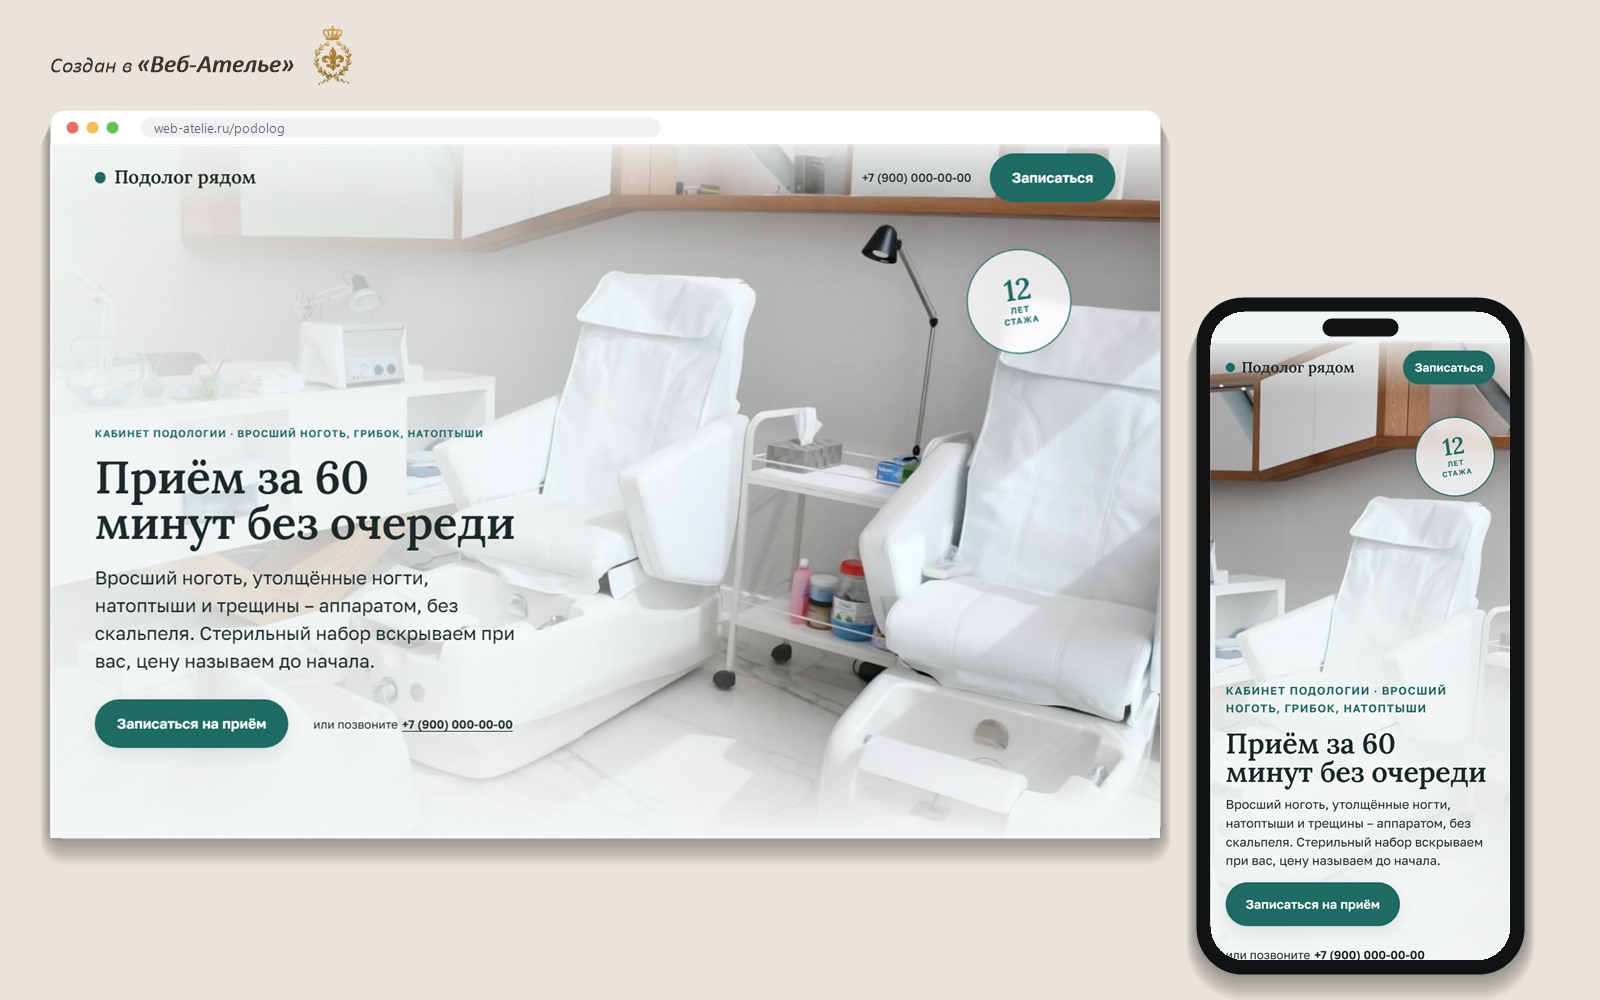 Создан в «Веб-Ателье»
web-atelie.ru/podolog
Подолог рядом
+7 (900) 000-00-00
Записаться
12
ЛЕТ
СТАЖА
КАБИНЕТ ПОДОЛОГИИ · ВРОСШИЙ НОГОТЬ, ГРИБОК, НАТОПТЫШИ
Приём за 60
минут без очереди
Вросший ноготь, утолщённые ногти,
натоптыши и трещины – аппаратом, без
скальпеля. Стерильный набор вскрываем при
вас, цену называем до начала.
Записаться на приём
или позвоните +7 (900) 000-00-00
Подолог рядом
Записаться
12
ЛЕТ
СТАЖА
КАБИНЕТ ПОДОЛОГИИ · ВРОСШИЙ
НОГОТЬ, ГРИБОК, НАТОПТЫШИ
Приём за 60
минут без очереди
Вросший ноготь, утолщённые ногти,
натоптыши и трещины – аппаратом, без
скальпеля. Стерильный набор вскрываем
при вас, цену называем до начала.
Записаться на приём
или позвоните +7 (900) 000-00-00